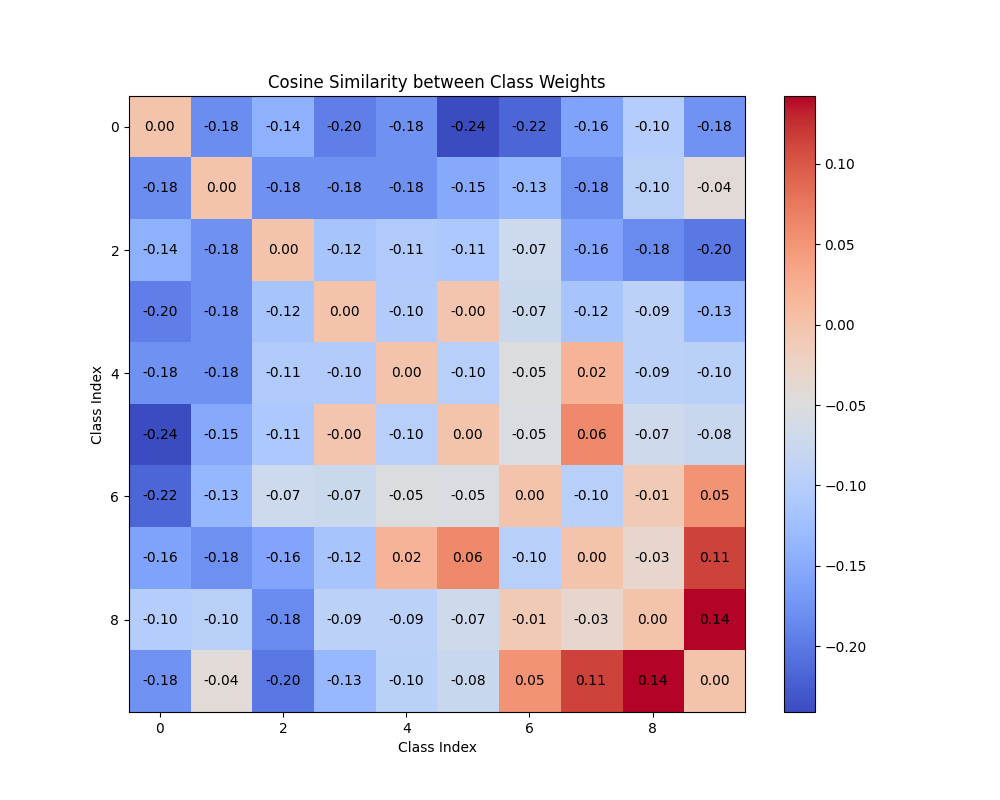 Cosine Similarity between Class Weights
0 0.00 -0.18 -0.14 -0.20 -0.18 -0.24 -0.22 -0.16 -0.10 -0.18
-0.18 0.00 -0.18 -0.18 -0.18 -0.15 -0.13 -0.18 -0.10 -0.04
2 -0.14 -0.18 0.00 -0.12 -0.11 -0.11 -0.07 -0.16 -0.18 -0.20
-0.20 -0.18 -0.12 0.00 -0.10 -0.00 -0.07 -0.12 -0.09 -0.13
4 -0.18 -0.18 -0.11 -0.10 0.00 -0.10 -0.05 0.02 -0.09 -0.10
-0.24 -0.15 -0.11 -0.00 -0.10 0.00 -0.05 0.06 -0.07 -0.08
6 -0.22 -0.13 -0.07 -0.07 -0.05 -0.05 0.00 -0.10 -0.01 0.05
-0.16 -0.18 -0.16 -0.12 0.02 0.06 -0.10 0.00 -0.03 0.11
8 -0.10 -0.10 -0.18 -0.09 -0.09 -0.07 -0.01 -0.03 0.00 0.14
-0.18 -0.04 -0.20 -0.13 -0.10 -0.08 0.05 0.11 0.14 0.00
0 2 4 6 8
Class Index
Class Index
0.10
0.05
0.00
−0.05
−0.10
−0.15
−0.20